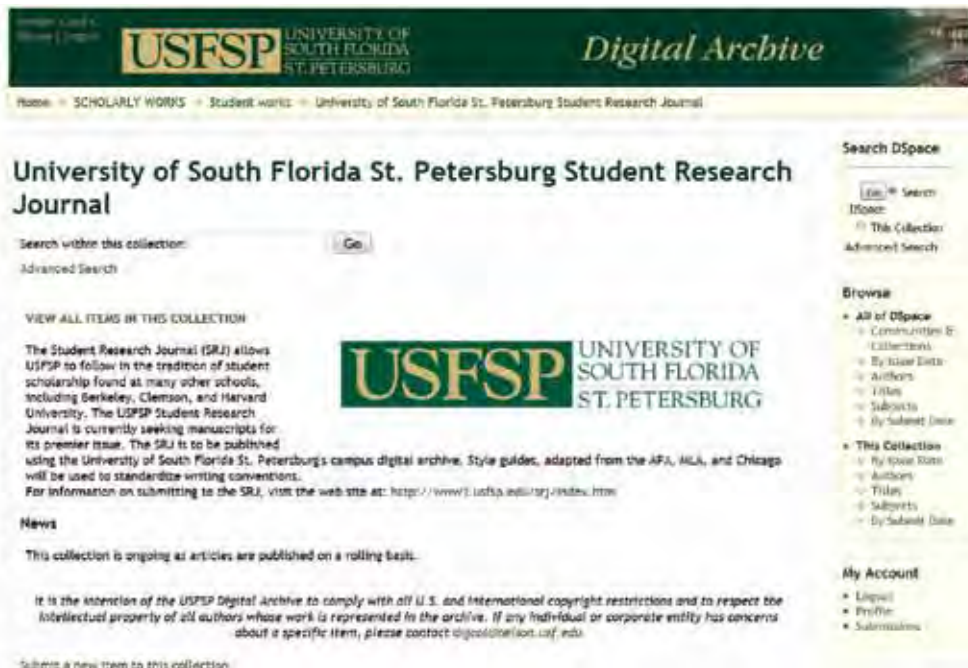 USFSP
UNIVERSITY OF
SOUTH FLORIDA
ST. PETERSBURG
Digital Archive
Home SCHOLARLY WORKS Student works University of South Florida St. Petersburg Student Research Journal
University of South Florida St. Petersburg Student Research
Journal
Search within this collection: Go
Advanced Search
VIEW ALL ITEMS IN THIS COLLECTION
The Student Research Journal (SRJ) allows
USFSP to follow in the tradition of student
scholarship found at many other schools,
including Berkeley, Clemson, and Harvard
University. The USFSP Student Research
Journal is currently seeking manuscripts for
its premier issue. The SRJ is to be published
using the University of South Florida St. Petersburg's campus digital archive. Style guides, adapted from the APA, MLA, and Chicago
will be used to standardize writing conventions.
For information on submitting to the SRJ, visit the web site at: http://www1.usfsp.edu/srj/index.htm
USFSP
UNIVERSITY OF
SOUTH FLORIDA
ST. PETERSBURG
News
This collection is ongoing as articles are published on a rolling basis.
It is the intention of the USFSP Digital Archive to comply with all U.S. and international copyright restrictions and to respect the
intellectual property of all authors whose work is represented in the archive. If any individual or corporate entity has concerns
about a specific item, please contact
Submit a new item to this collection
Search DSpace
Go Search
DSpace
This Collection
Advanced Search
Browse
All of DSpace
Communities &
Collections
By Issue Date
Authors
Titles
Subjects
By Submit Date
This Collection
By Issue Date
Authors
Titles
Subjects
By Submit Date
My Account
Logout
Profile
Submissions